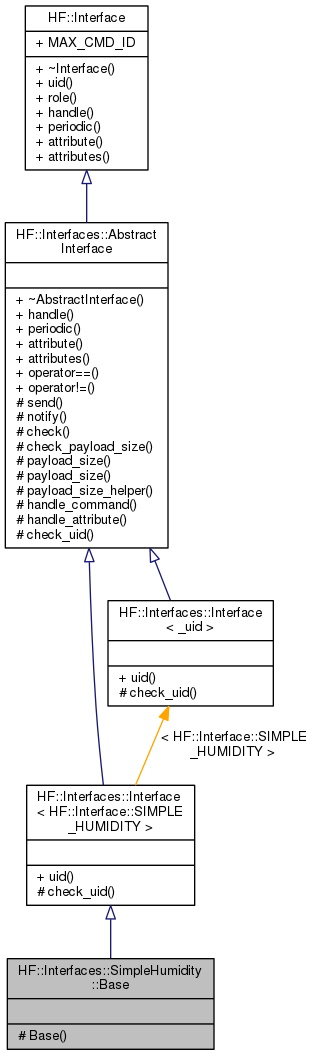 HF::Interface
+ MAX_CMD_ID
+ ~Interface()
+ uid()
+ role()
+ handle()
+ periodic()
+ attribute()
+ attributes()
HF::Interfaces::Abstract
Interface
+ ~AbstractInterface()
+ handle()
+ periodic()
+ attribute()
+ attributes()
+ operator==()
+ operator!=()
# send()
# notify()
# check()
# check_payload_size()
# payload_size()
# payload_size()
# payload_size_helper()
# handle_command()
# handle_attribute()
# check_uid()
HF::Interfaces::Interface
< _uid >
+ uid()
# check_uid()
< HF::Interface::SIMPLE
_HUMIDITY >
HF::Interfaces::Interface
< HF::Interface::SIMPLE
_HUMIDITY >
+ uid()
# check_uid()
HF::Interfaces::SimpleHumidity
::Base
# Base()